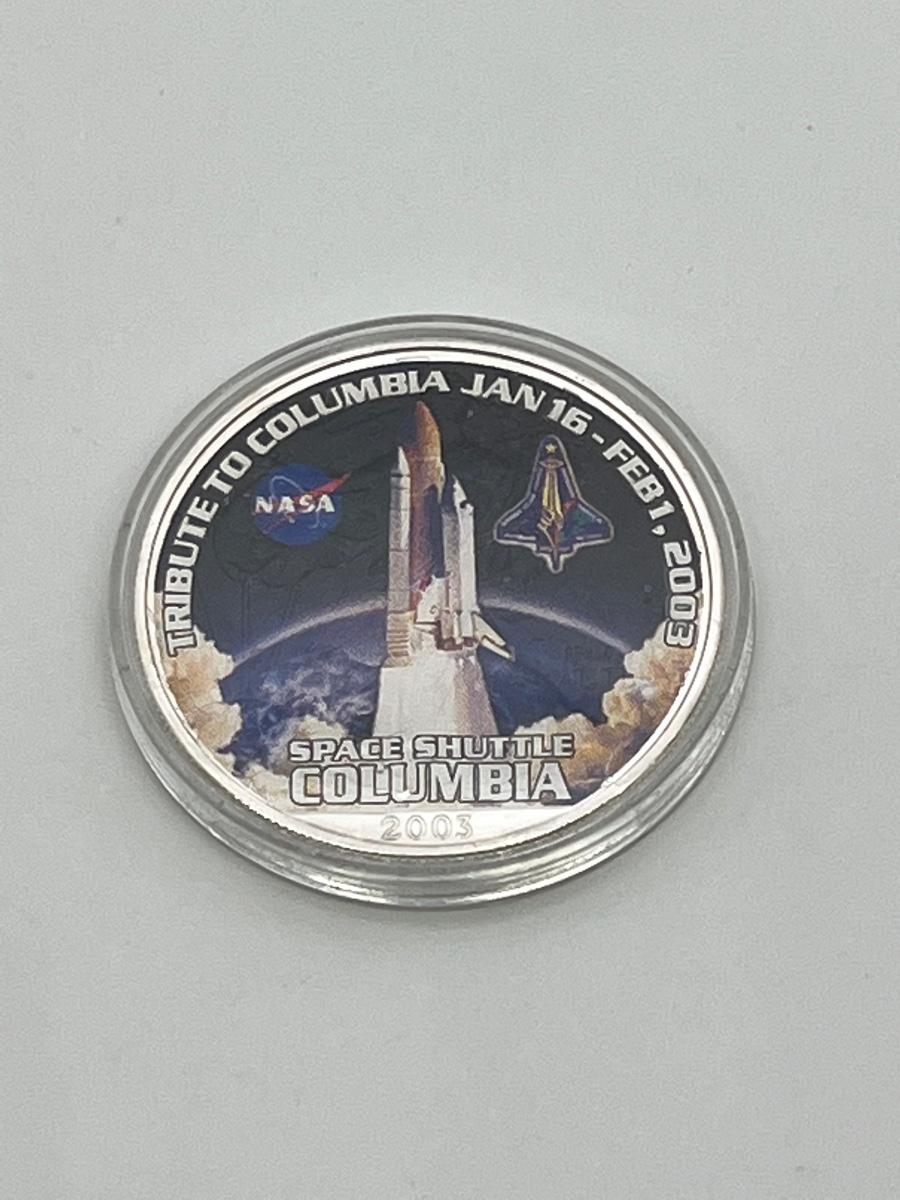 TRIBUTE TO COLUMBIA JAN 16 - FEB 1, 2003
NASA
SPACE SHUTTLE
COLUMBIA
2003